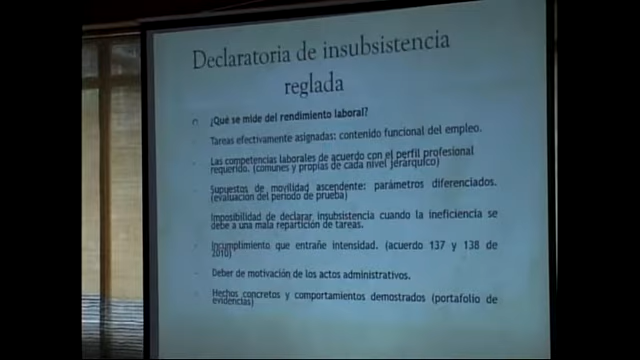 Declaratoria de insubsistencia
reglada
¿Qué se mide del rendimiento laboral?
Tareas efectivamente asignadas: contenido funcional del empleo.
Las competencias laborales de acuerdo con el perfil profesional
requerido. (comunes y propias de cada nivel jerárquico)
Supuestos de movilidad ascendente: parámetros diferenciados.
(evaluación del periodo de prueba)
Imposibilidad de declarar insubsistencia cuando la ineficiencia se
debe a una mala repartición de tareas.
Incumplimiento que entrañe intensidad. (acuerdo 137 y 138 de
2010)
Deber de motivación de los actos administrativos.
Hechos concretos y comportamientos demostrados (portafolio de
evidencias)